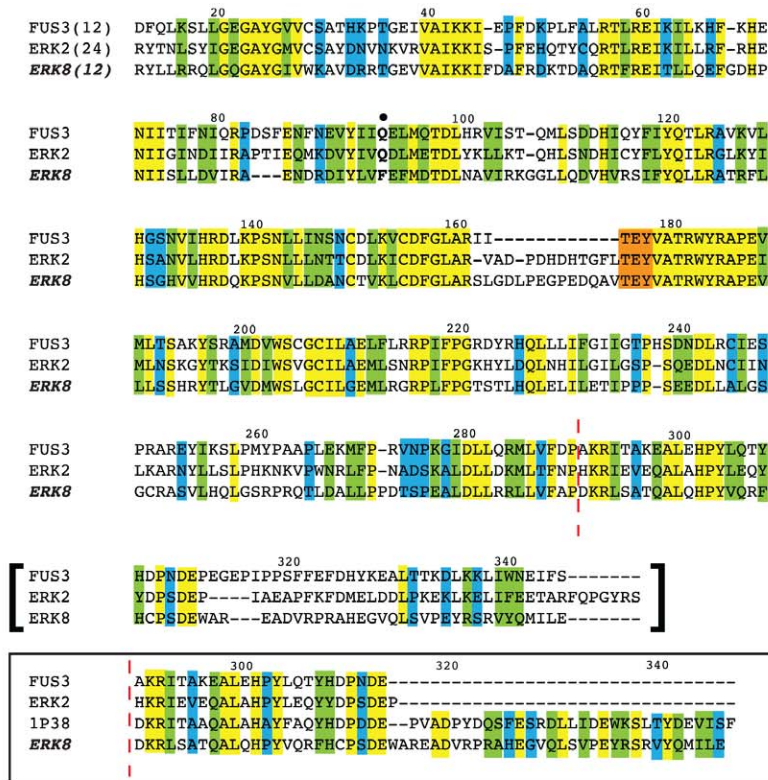 20 40 60
FUS3(12) DFQLKSLLGEGAYGVVCSATHKPTGEIVAIKKI-EPFDKPLFALRTLREIKILKHF-KHE
ERK2(24) RYTNLSYIGEGAYGMVCSAYDNVNKVRVAIKKIS-PFEHQTYCQRTLREIKILLRF-RHE
ERK8(12) RYLLRRQLGQGAYGIVWKAVDRRTGEVVAIKKIFDAFRDKTDAQRTFREITLLQEFGDHP
80 100 120
FUS3 NIITIFNIQRPDSFENFNEVYIIQELMQTDLHRVIST-QMLSDDHIQYFIYQTLRAVKVL
ERK2 NIIGINDIIRAPTIEQMKDVYIVQDLMETDLYKLLKT-QHLSNDHICYFLYQILRGLKYI
ERK8 NIISLLDVIRA---ENDRDIYLVFEFMDTDLNAVIRKGGLLQDVHVRSIFYQLLRATRFL
140 160 180
FUS3 HGSNVIHRDLKPSNLLINSNCDLKVCDFGLARII------------TEYVATRWYRAPEV
ERK2 HSANVLHRDLKPSNLLLNTTCDLKICDFGLAR-VAD-PDHDHTGFLTEYVATRWYRAPEI
ERK8 HSGHVVHRDQKPSNVLLDANCTVKLCDFGLARSLGDLPEGPEDQAVTEYVATRWYRAPEV
200 220 240
FUS3 MLTSAKYSRAMDVWSCGCILAELFLRRPIFPGRDYRHQLLLIFGIIGTPHSDNDLRCIES
ERK2 MLNSKGYTKSIDIWSVGCILAEMLSNRPIFPGKHYLDQLNHILGILGSP-SQEDLNCIIN
ERK8 LLSSHRYTLGVDMWSLGCILGEMLRGRPLFPGTSTLHQLELILETIPPP-SEEDLLALGS
260 280 300
FUS3 PRAREYIKSLPMYPAAPLEKMFP-RVNPKGIDLLQRMLVFDPAKRITAKEALEHPYLQTY
ERK2 LKARNYLLSLPHKNKVPWNRLFP-NADSKALDLLDKMLTFNPHKRIEVEQALAHPYLEQY
ERK8 GCRASVLHQLGSRPRQTLDALLPPDTSPEALDLLRRLLVFAPDKRLSATQALQHPYVQRF
320 340
FUS3 HDPNDEPEGEPIPPSFFEFDHYKEALTTKDLKKLIWNEIFS-------
ERK2 YDPSDEP----IAEAPFKFDMELDDLPKEKLKELIFEETARFQPGYRS
ERK8 HCPSDEWAR---EADVRPRAHEGVQLSVPEYRSRVYQMILE-------
300 320 340
FUS3 AKRITAKEALEHPYLQTYHDPNDE---------------------------------
ERK2 HKRIEVEQALAHPYLEQYYDPSDEP--------------------------------
1P38 DKRITAAQALAHAYFAQYHDPDDE--PVADPYDQSFESRDLLIDEWKSLTYDEVISF
ERK8 DKRLSATQALQHPYVQRFHCPSDEWAREADVRPRAHEGVQLSVPEYRSRVYQMILE